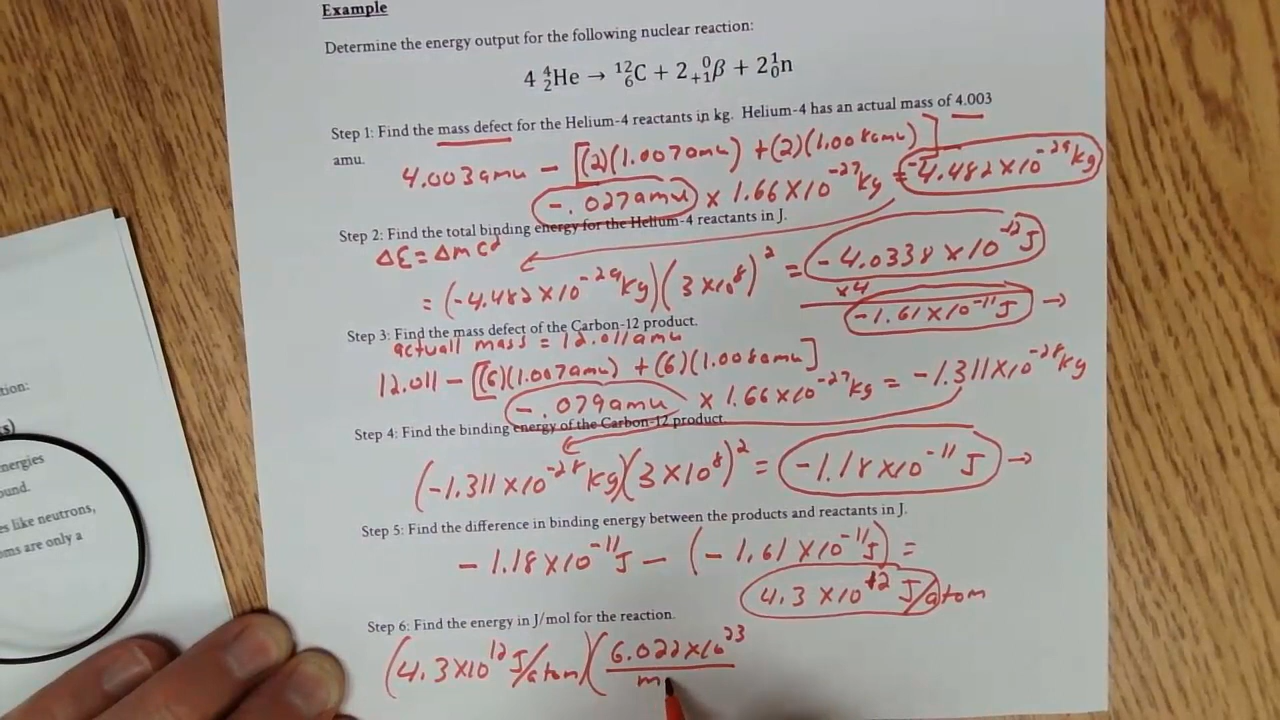 Example
Determine the energy output for the following nuclear reaction:
4 ⁴₂He → ¹²₆C + 2 ⁰₊₁β + 2¹₀n
Step 1: Find the mass defect for the Helium-4 reactants in kg. Helium-4 has an actual mass of 4.003
amu.
4.003amu − [(2)(1.007amu) + (2)(1.008amu)]
−.027amu × 1.66 × 10⁻²⁷kg = −4.482 × 10⁻²⁹kg
Step 2: Find the total binding energy for the Helium-4 reactants in J.
ΔE = Δmc²
= (−4.482 × 10⁻²⁹kg)(3 × 10⁸)² = −4.0338 × 10⁻¹²J
×4
−1.61 × 10⁻¹¹J →
Step 3: Find the mass defect of the Carbon-12 product.
actuall mass = 12.011amu
12.011 − [(6)(1.007amu) + (6)(1.008amu]
−.079amu × 1.66 × 10⁻²⁷kg = −1.311 × 10⁻²⁸kg
Step 4: Find the binding energy of the Carbon-12 product.
(−1.311 × 10⁻²⁸kg)(3 × 10⁸)² = −1.18 × 10⁻¹¹J →
Step 5: Find the difference in binding energy between the products and reactants in J.
−1.18 × 10⁻¹¹J − (−1.61 × 10⁻¹¹J) =
4.3 × 10⁻¹² J/atom
Step 6: Find the energy in J/mol for the reaction.
(4.3 × 10¹² J/atom)(6.022 × 10²³
m
tion:
s)
nergies
ound.
es like neutrons,
oms are only a